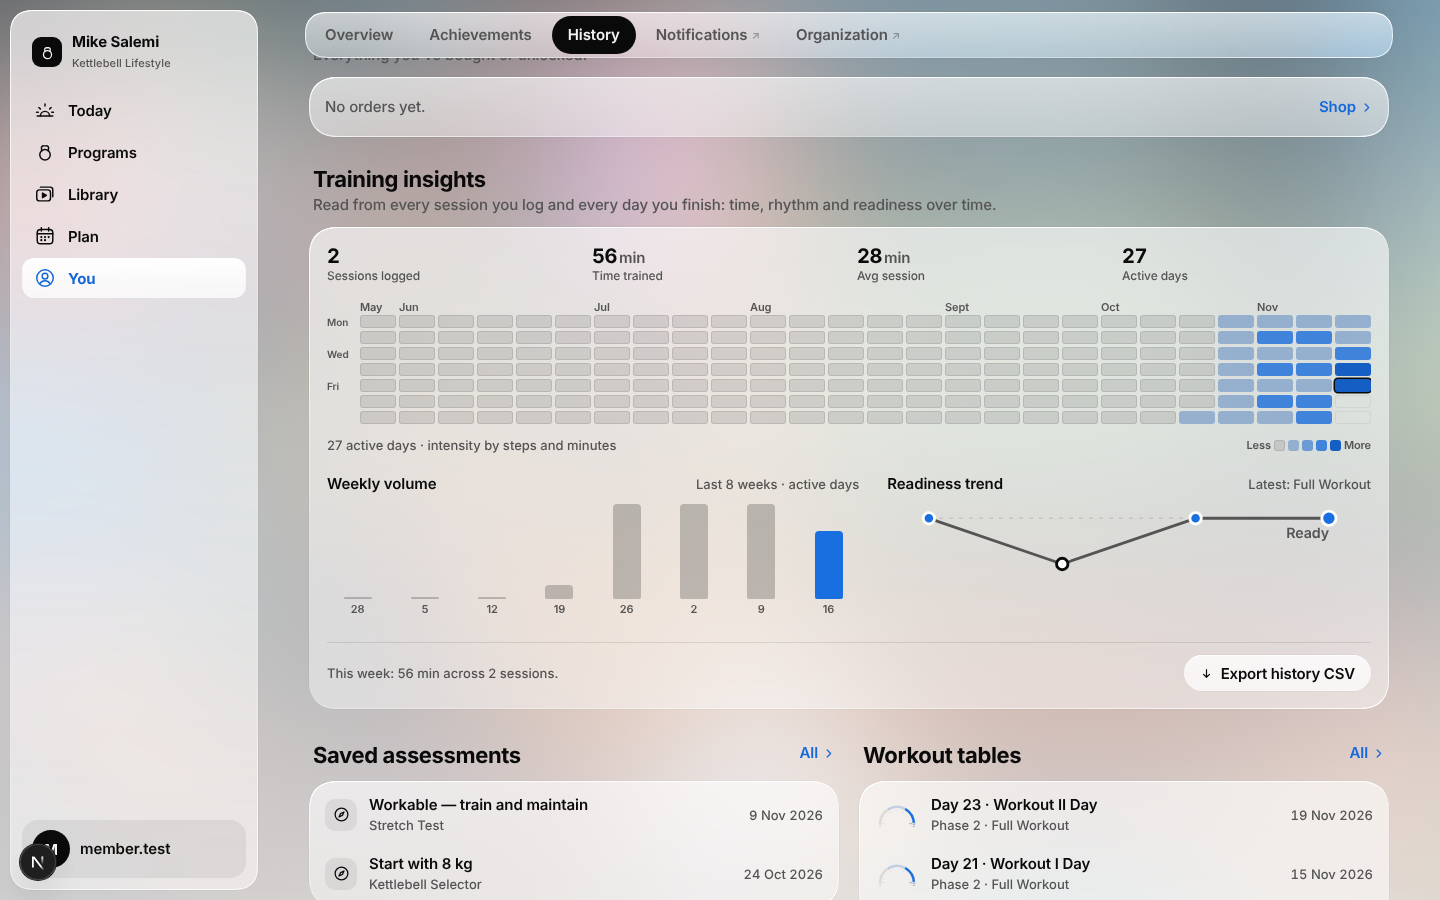 Mike Salemi
Kettlebell Lifestyle
Today
Programs
Library
Plan
You
member.test
Overview
Achievements
History
Notifications
Organization
Everything you've bought or unlocked.
No orders yet.
Shop
Training insights
Read from every session you log and every day you finish: time, rhythm and readiness over time.
2
Sessions logged
56 min
Time trained
28 min
Avg session
27
Active days
May Jun Jul Aug Sept Oct Nov
Mon
Wed
Fri
27 active days · intensity by steps and minutes
Less More
Weekly volume
Last 8 weeks · active days
28 5 12 19 26 2 9 16
Readiness trend
Latest: Full Workout
Ready
This week: 56 min across 2 sessions.
Export history CSV
Saved assessments
All
Workable — train and maintain
Stretch Test
9 Nov 2026
Start with 8 kg
Kettlebell Selector
24 Oct 2026
Workout tables
All
Day 23 · Workout II Day
Phase 2 · Full Workout
19 Nov 2026
Day 21 · Workout I Day
Phase 2 · Full Workout
15 Nov 2026